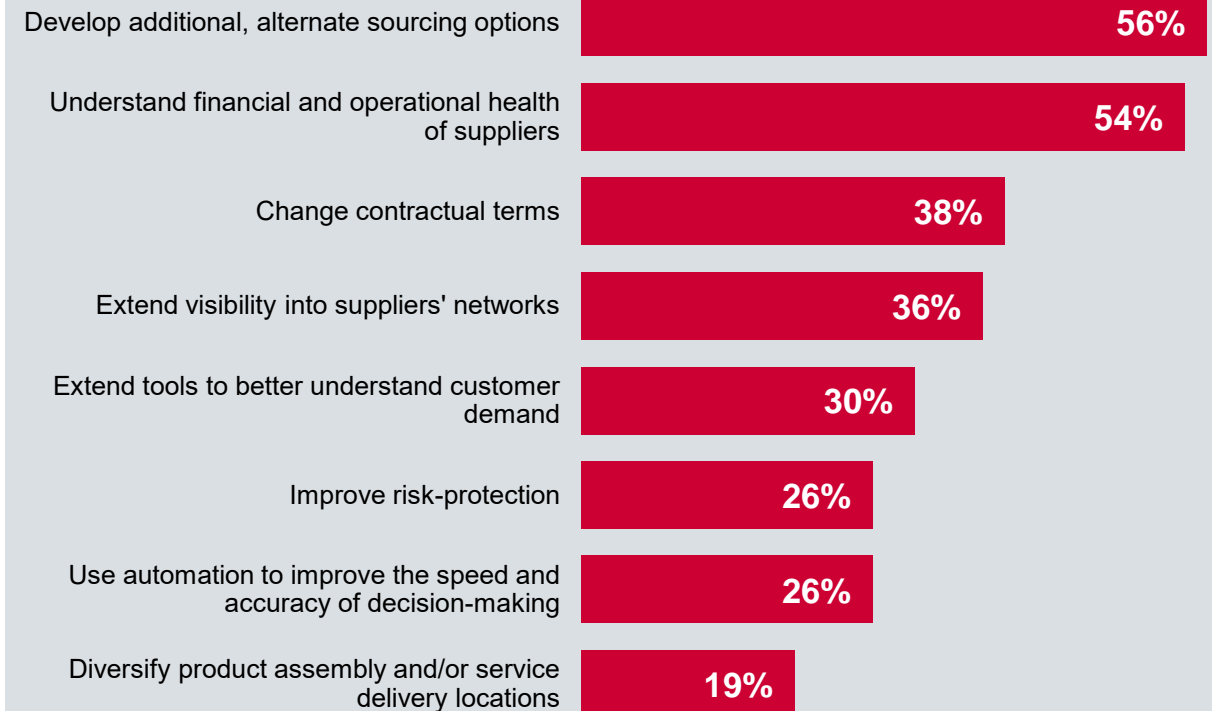 Develop additional, alternate sourcing options
56%
Understand financial and operational health
of suppliers
54%
Change contractual terms
38%
Extend visibility into suppliers' networks
36%
Extend tools to better understand customer
demand
30%
Improve risk-protection
26%
Use automation to improve the speed and
accuracy of decision-making
26%
Diversify product assembly and/or service
delivery locations
19%